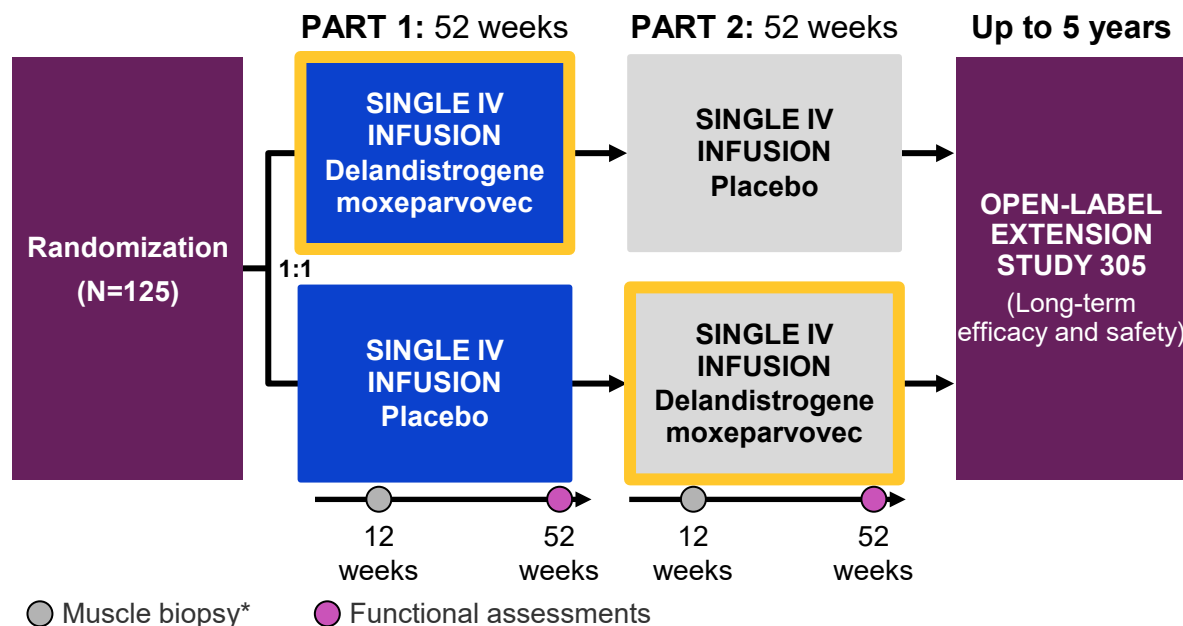 PART 1: 52 weeks
PART 2: 52 weeks
Up to 5 years
Randomization
(N=125)
1:1
SINGLE IV
INFUSION
Delandistrogene
moxeparvovec
SINGLE IV
INFUSION
Placebo
SINGLE IV
INFUSION
Placebo
SINGLE IV
INFUSION
Delandistrogene
moxeparvovec
OPEN-LABEL
EXTENSION
STUDY 305
(Long-term
efficacy and safety)
12
weeks
52
weeks
12
weeks
52
weeks
Muscle biopsy*
Functional assessments